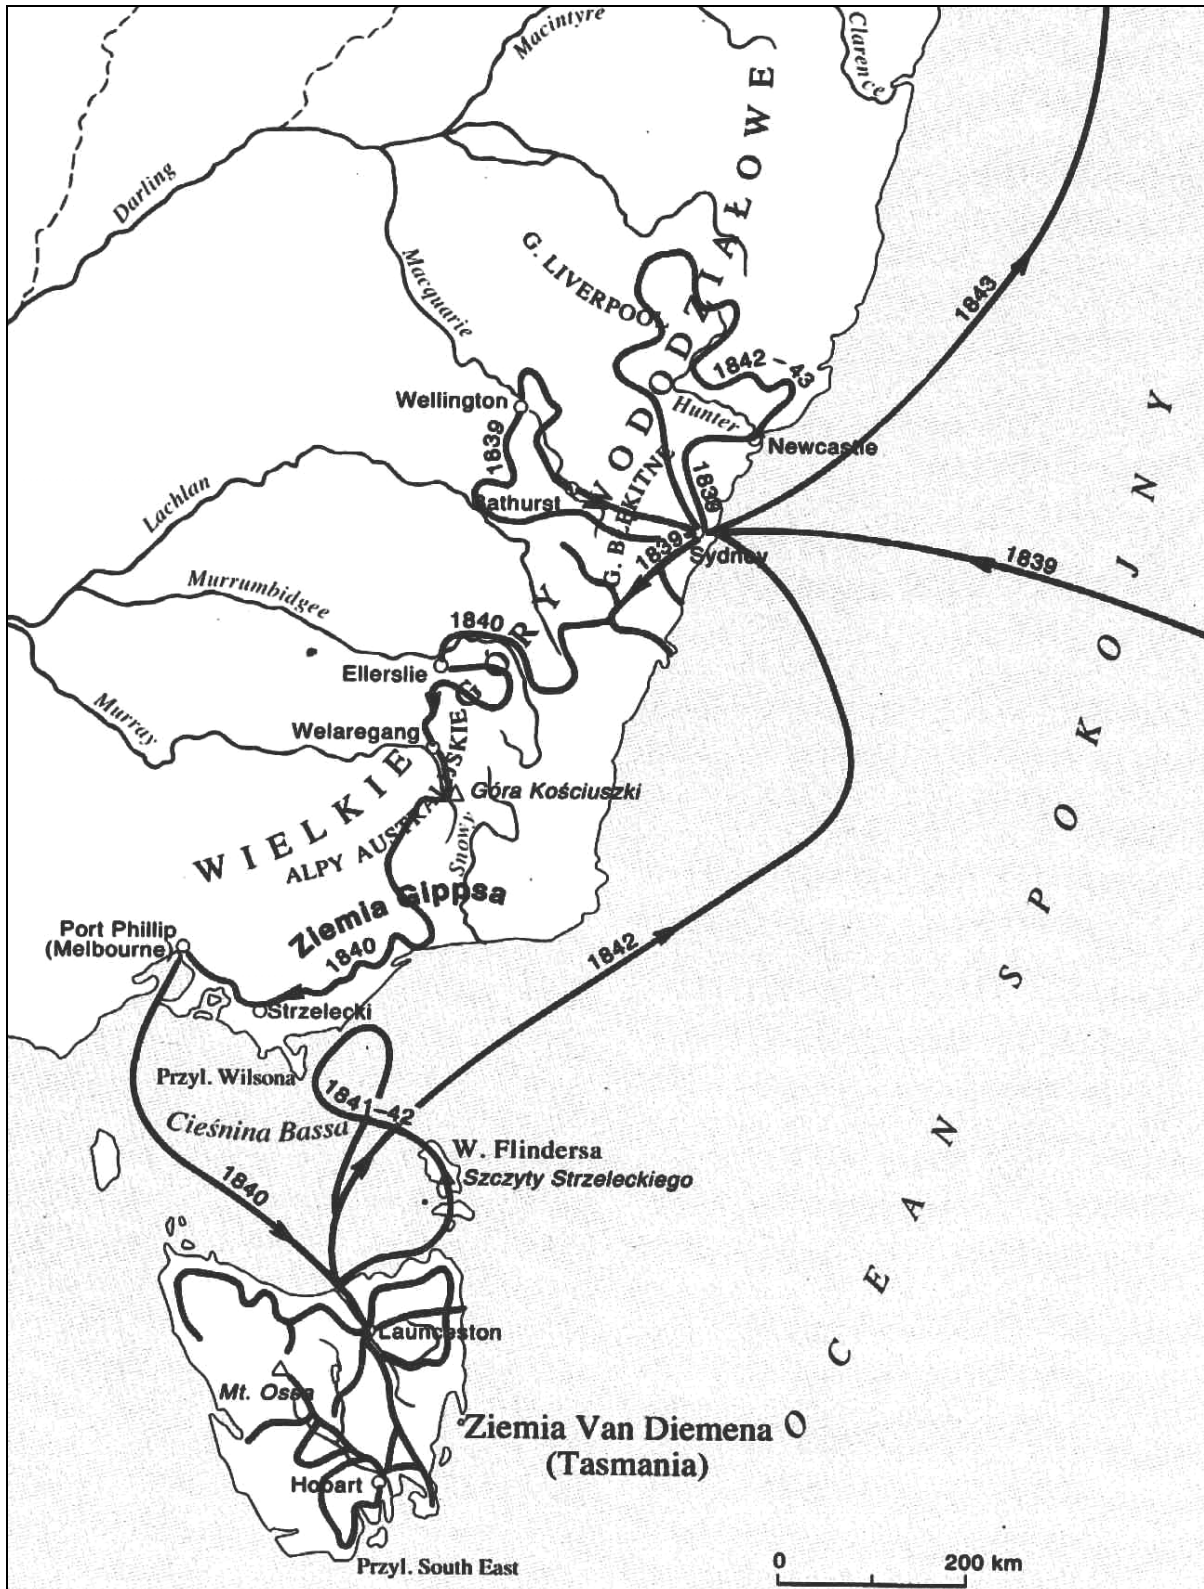 Macintyre
Clarence
Darling
G. LIVERPOOL
Macquarie
1843
1842-43
Wellington
Hunter
Newcastle
1839
1839
Bathurst
G. BŁĘKITNE
Lachlan
1839
Sydney
1839
Murrumbidgee
1840
Ellerslie
Murray
Welaregang
Góra Kościuszki
WIELKIE GÓRY WODODZIAŁOWE
ALPY AUSTRALIJSKIE
Snowy
Ziemia Gippsa
Port Phillip
(Melbourne)
1840
1842
Strzelecki
Przyl. Wilsona
1841-42
Cieśnina Bassa
W. Flindersa
Szczyty Strzeleckiego
1840
OCEAN SPOKOJNY
Launceston
Mt. Ossa
Ziemia Van Diemena
(Tasmania)
Hobart
Przyl. South East
0 200 km